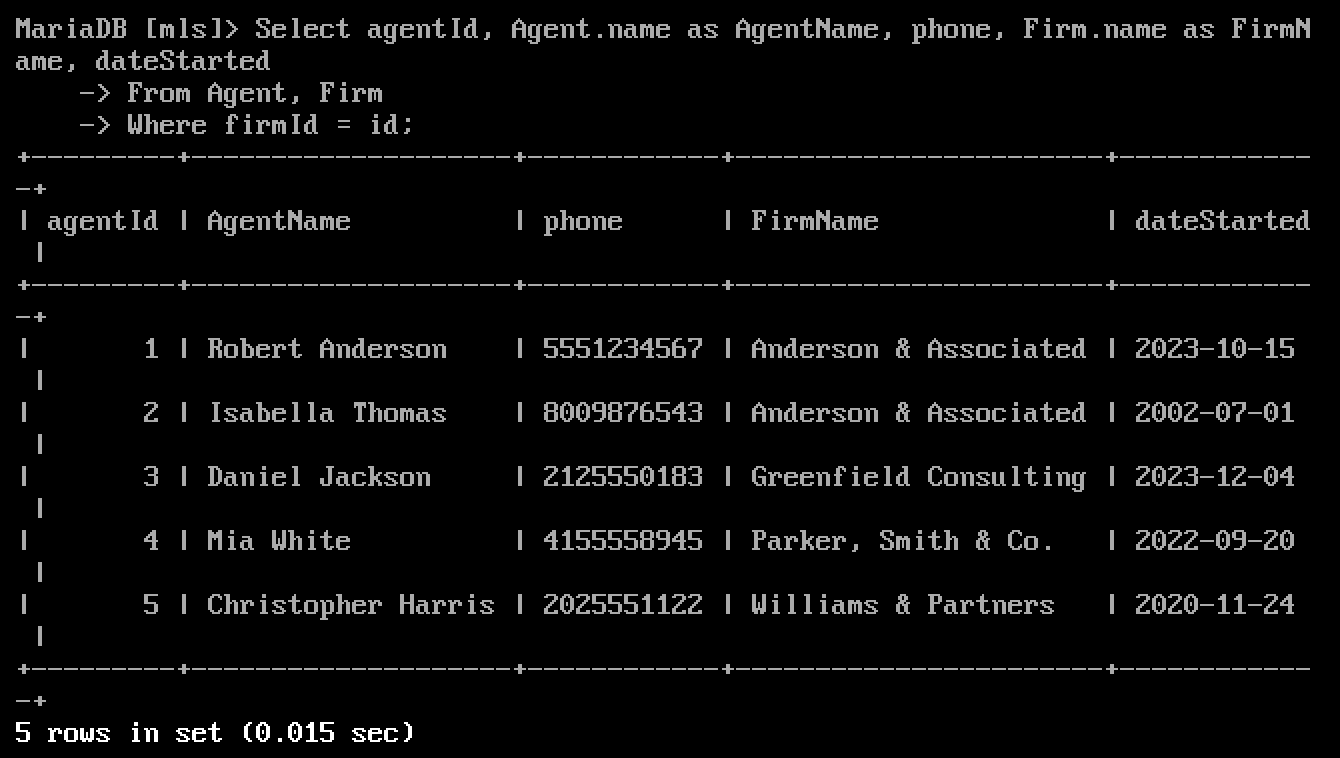 MariaDB [mls]> Select agentId, Agent.name as AgentName, phone, Firm.name as FirmN
ame, dateStarted
    -> From Agent, Firm
    -> Where firmId = id;
+---------+--------------------+------------+-----------------------+------------
-+
| agentId | AgentName          | phone      | FirmName              | dateStarted
 |
+---------+--------------------+------------+-----------------------+------------
-+
|       1 | Robert Anderson    | 5551234567 | Anderson & Associated | 2023-10-15
 |
|       2 | Isabella Thomas    | 8009876543 | Anderson & Associated | 2002-07-01
 |
|       3 | Daniel Jackson     | 2125550183 | Greenfield Consulting | 2023-12-04
 |
|       4 | Mia White          | 4155558945 | Parker, Smith & Co.   | 2022-09-20
 |
|       5 | Christopher Harris | 2025551122 | Williams & Partners   | 2020-11-24
 |
+---------+--------------------+------------+-----------------------+------------
-+
5 rows in set (0.015 sec)